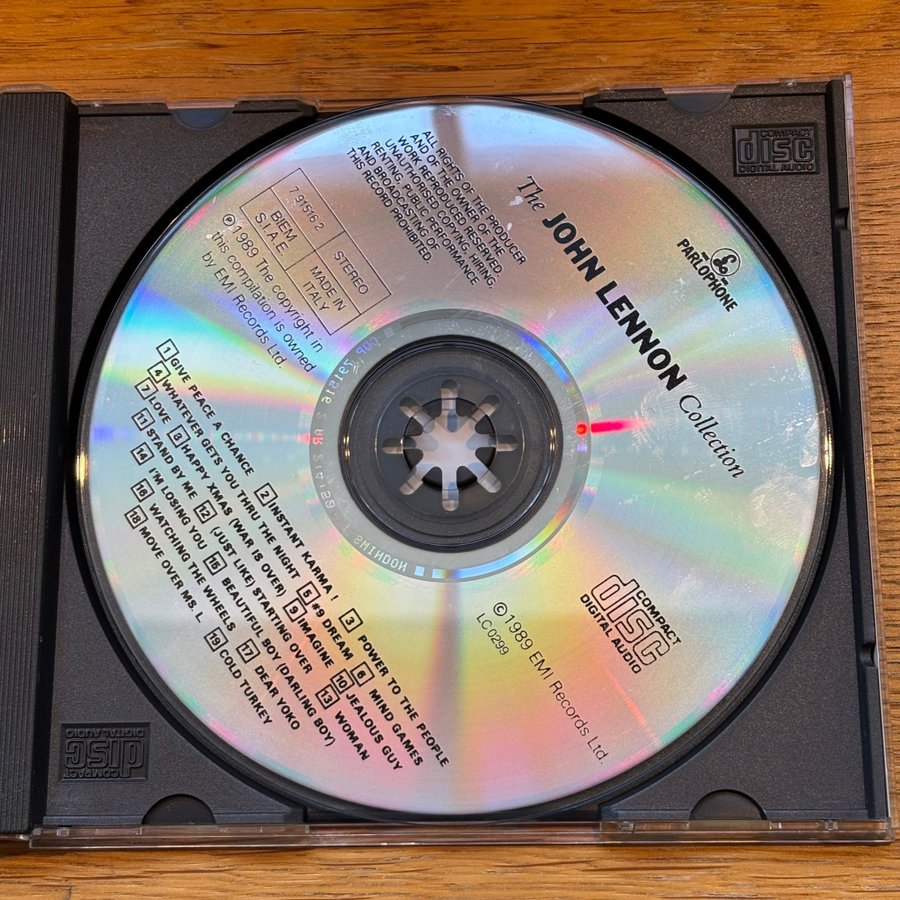 The JOHN LENNON Collection
PARLOPHONE
ALL RIGHTS OF THE PRODUCER
AND OF THE OWNER OF THE
WORK REPRODUCED RESERVED.
UNAUTHORISED COPYING, HIRING,
RENTING, PUBLIC PERFORMANCE
AND BROADCASTING OF
THIS RECORD PROHIBITED.
7 91516 2
STEREO
BIEM
S.I.A.E.
MADE IN
ITALY
℗ 1989 The copyright in
this compilation is owned
by EMI Records Ltd.
1 GIVE PEACE A CHANCE 2 INSTANT KARMA! 3 POWER TO THE PEOPLE
4 WHATEVER GETS YOU THRU THE NIGHT 5 #9 DREAM 6 MIND GAMES
7 LOVE 8 HAPPY XMAS (WAR IS OVER) 9 IMAGINE 10 JEALOUS GUY
11 STAND BY ME 12 (JUST LIKE) STARTING OVER 13 WOMAN
14 I'M LOSING YOU 15 BEAUTIFUL BOY (DARLING BOY)
16 WATCHING THE WHEELS 17 DEAR YOKO
18 MOVE OVER MS. L 19 COLD TURKEY
COMPACT
disc
DIGITAL AUDIO
© 1989 EMI Records Ltd.
LC 0299
SWINDON
COMPACT
disc
DIGITAL AUDIO
COMPACT
disc
DIGITAL AUDIO